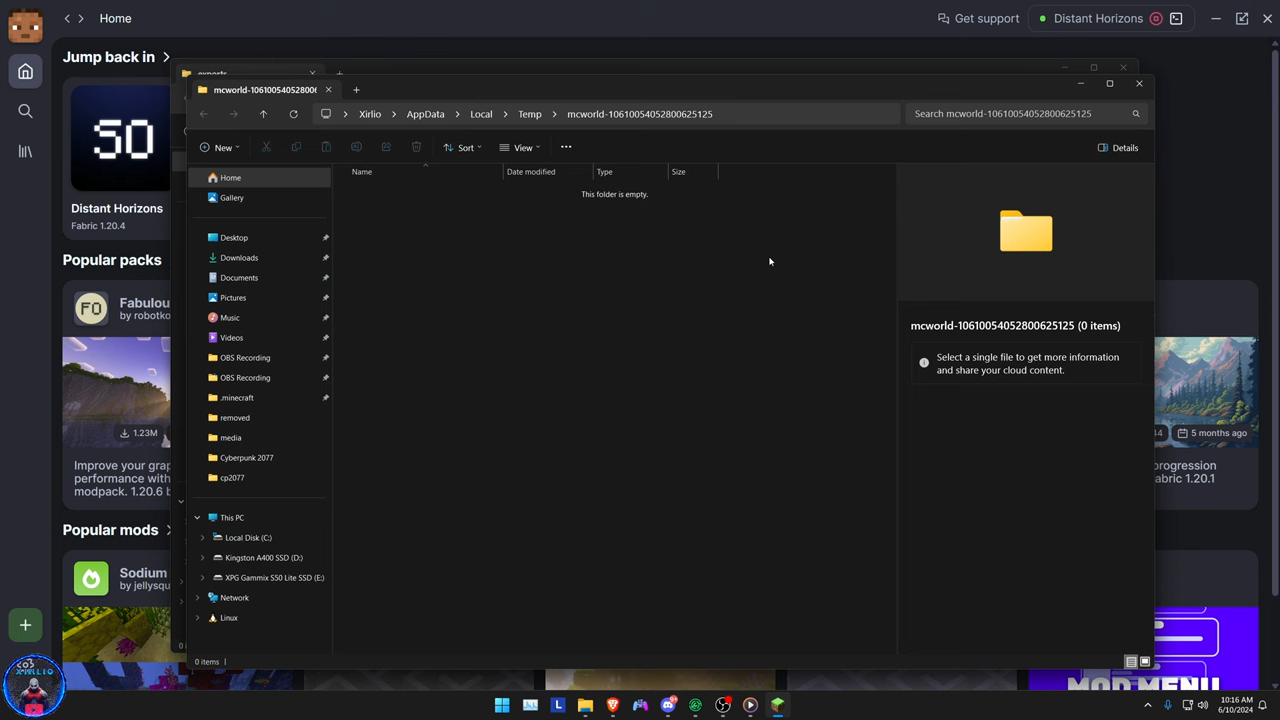 Home
Get support
Distant Horizons
Jump back in
exports
mcworld-10610054052800
Xirlio > AppData > Local > Temp > mcworld-10610054052800625125
Search mcworld-10610054052800625125
New
Sort
View
Details
Name
Date modified
Type
Size
This folder is empty.
Home
Gallery
Desktop
Downloads
Documents
Pictures
Music
Videos
OBS Recording
OBS Recording
.minecraft
removed
media
Cyberpunk 2077
cp2077
This PC
Local Disk (C:)
Kingston A400 SSD (D:)
XPG Gammix S50 Lite SSD (E:)
Network
Linux
mcworld-10610054052800625125 (0 items)
Select a single file to get more information
and share your cloud content.
0 items
Distant Horizons
Fabric 1.20.4
Popular packs
FO
Fabulou
by robotko
1.23M
Improve your grap
performance with
modpack. 1.20.6 b
5 months ago
progression
abric 1.20.1
Popular mods
Sodium
by jellysqu
MOD MENU
XIRLIO
10:16 AM
6/10/2024